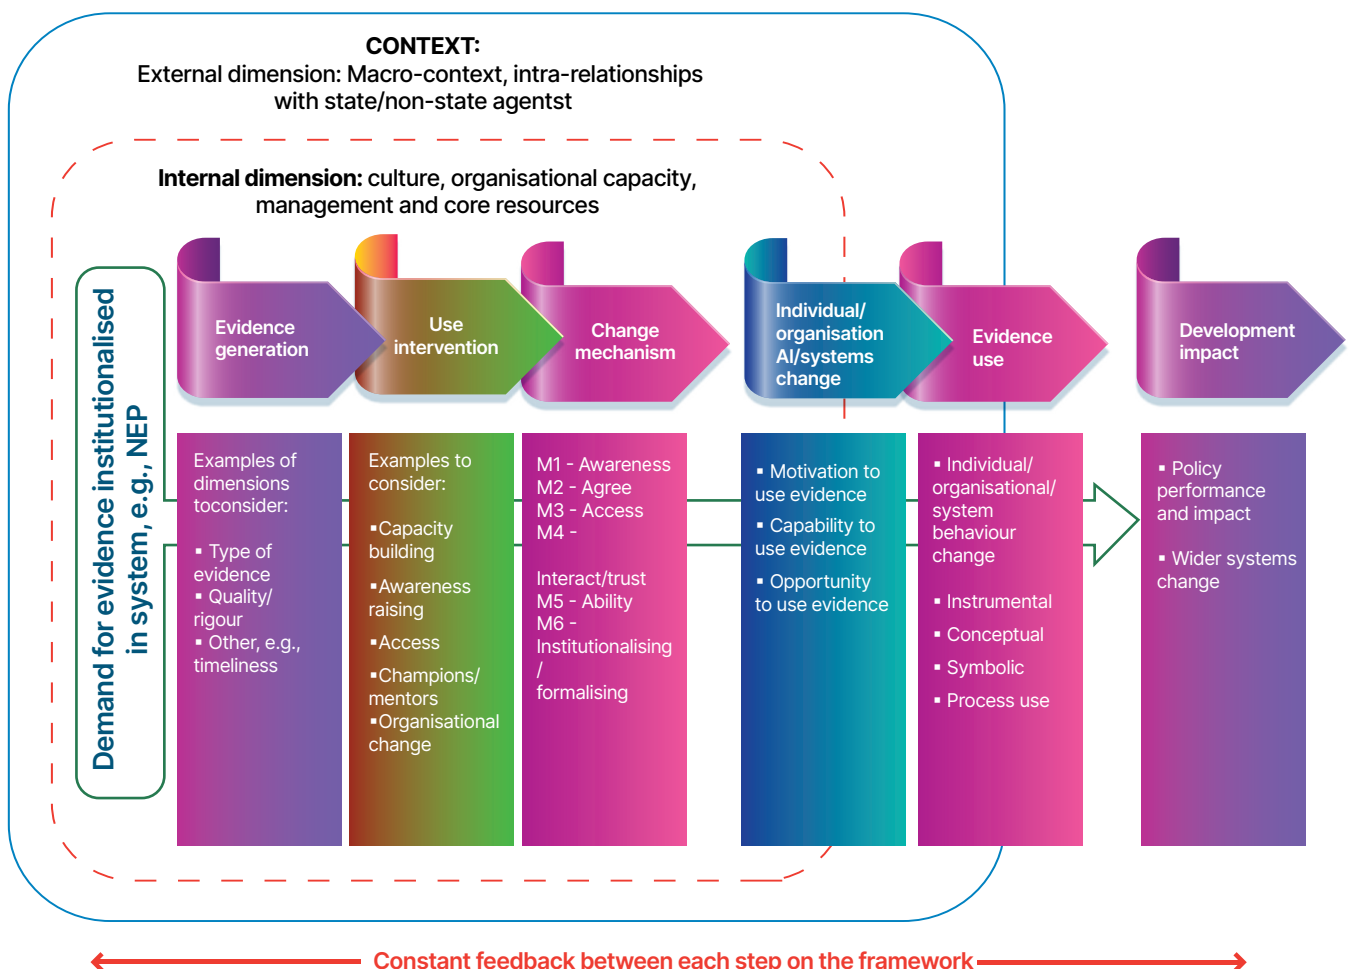 CONTEXT:
External dimension: Macro-context, intra-relationships
with state/non-state agentst
Internal dimension: culture, organisational capacity,
management and core resources
Demand for evidence institutionalised
in system, e.g., NEP
Evidence
generation
Use
intervention
Change
mechanism
Individual/
organisation
AI/systems
change
Evidence
use
Development
impact
Examples of
dimensions
toconsider:
▪ Type of
evidence
▪ Quality/
rigour
▪ Other, e.g.,
timeliness
Examples to
consider:
▪Capacity
building
▪Awareness
raising
▪Access
▪Champions/
mentors
▪Organisational
change
M1 - Awareness
M2 - Agree
M3 - Access
M4 -
Interact/trust
M5 - Ability
M6 -
Institutionalising
/
formalising
▪ Motivation to
use evidence
▪ Capability to
use evidence
▪ Opportunity
to use evidence
▪ Individual/
organisational/
system
behaviour
change
▪ Instrumental
▪ Conceptual
▪ Symbolic
▪ Process use
▪ Policy
performance
and impact
▪ Wider systems
change
Constant feedback between each step on the framework